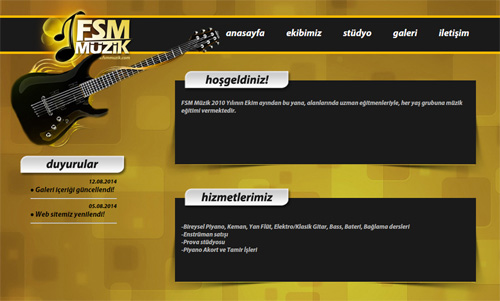 FSM
MÜZİK
fsmmuzik.com
anasayfa ekibimiz stüdyo galeri iletişim
hoşgeldiniz!
FSM Müzik 2010 Yılının Ekim ayından bu yana, alanlarında uzman eğitmenleriyle, her yaş grubuna müzik
eğitimi vermektedir.
duyurular
12.08.2014
• Galeri içeriği güncellendi!
05.08.2014
• Web sitemiz yenilendi!
hizmetlerimiz
-Bireysel Piyano, Keman, Yan Flüt, Elektro/Klasik Gitar, Bass, Bateri, Bağlama dersleri
-Enstrüman satışı
-Prova stüdyosu
-Piyano Akort ve Tamir İşleri